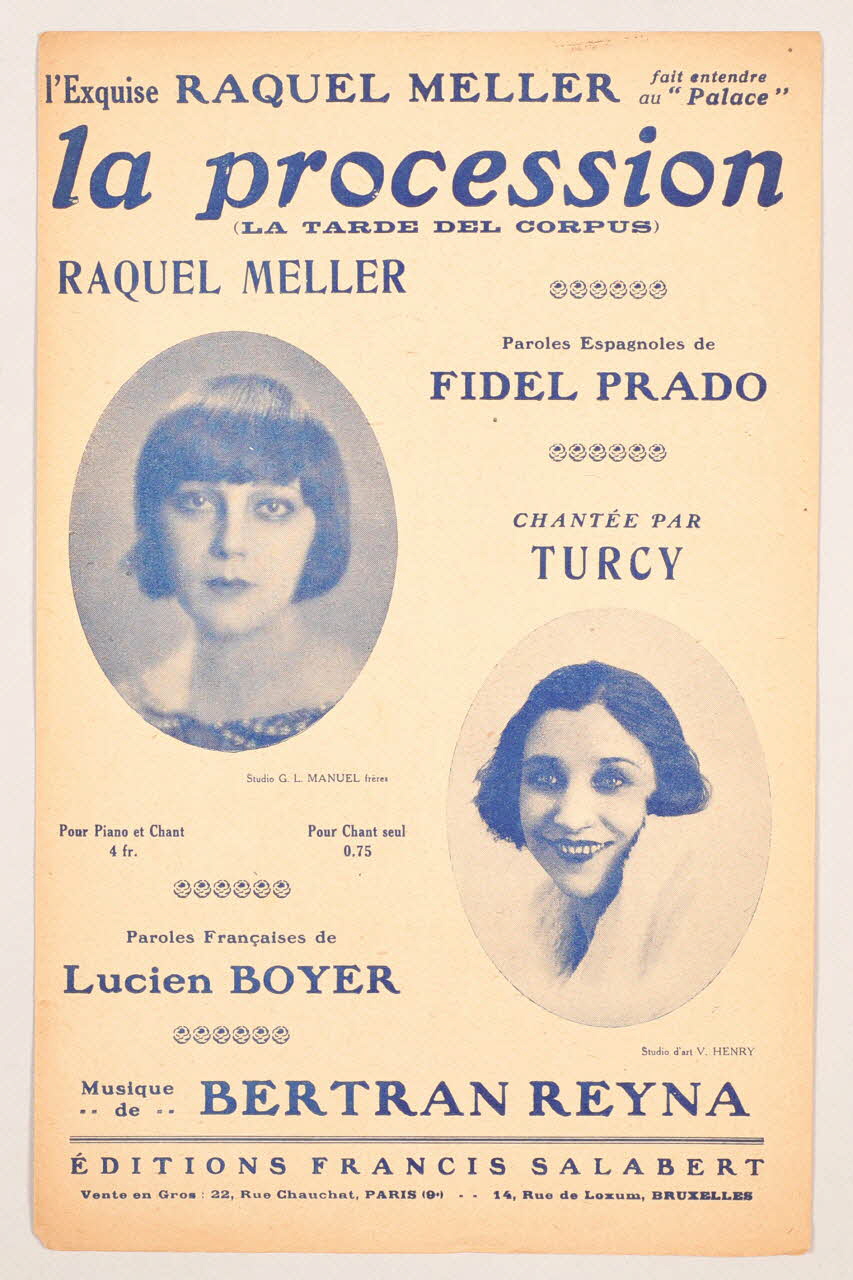 l'Exquise RAQUEL MELLER fait entendre au "Palace"
la procession
(LA TARDE DEL CORPUS)
RAQUEL MELLER
Paroles Espagnoles de
FIDEL PRADO
CHANTÉE PAR
TURCY
Studio G. L. MANUEL frères
Pour Piano et Chant
4 fr.
Pour Chant seul
0.75
Paroles Françaises de
Lucien BOYER
Studio d'art V. HENRY
Musique
-- de --
BERTRAN REYNA
ÉDITIONS FRANCIS SALABERT
Vente en Gros : 22, Rue Chauchat, PARIS (9e) - - 14, Rue de Loxum, BRUXELLES